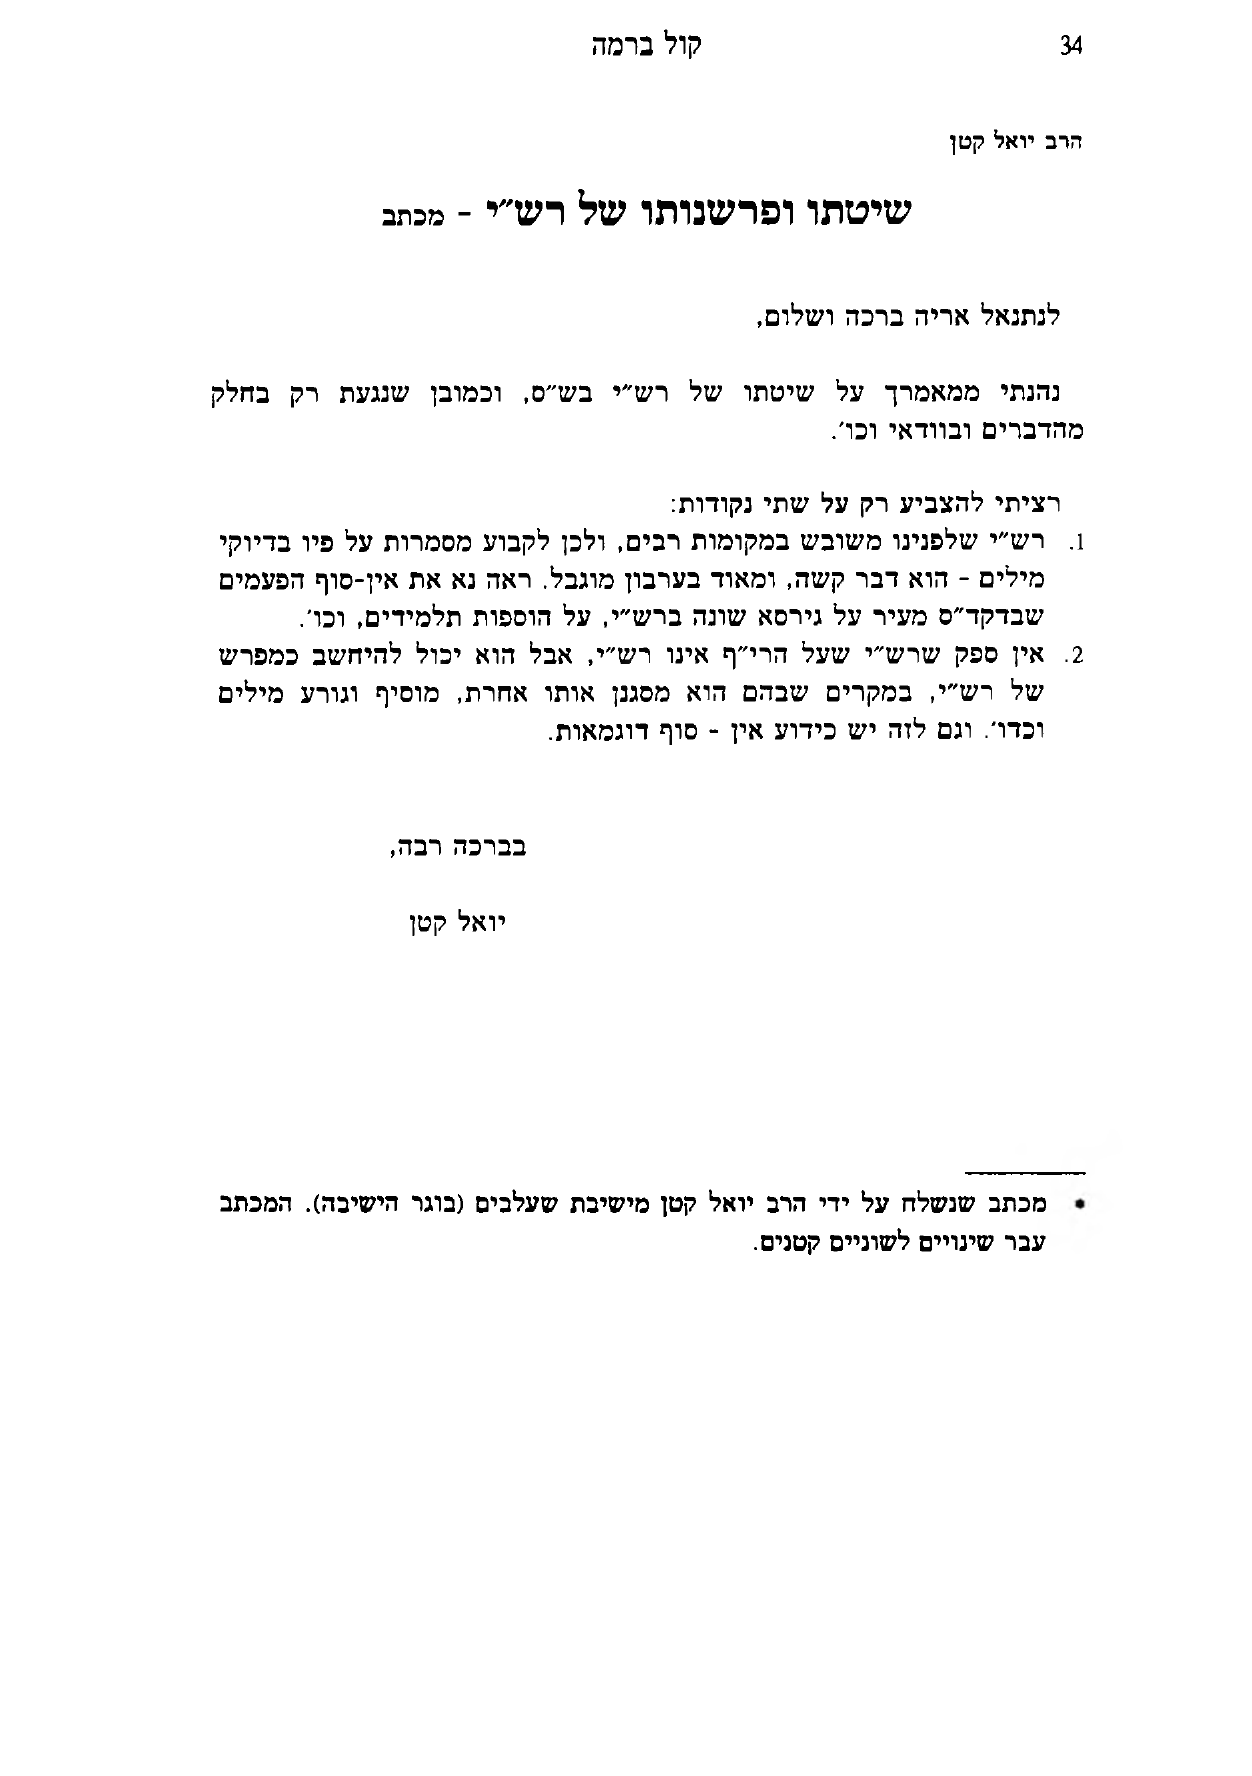 34
קול ברמה
הרב יואל קטן
שיטתו ופרשנותו של רש"י - מכתב
לנתנאל אריה ברכה ושלום,
נהנתי ממאמרך על שיטתו של רש"י בש"ס, וכמובן שנגעת רק בחלק
מהדברים ובוודאי וכו'.
רציתי להצביע רק על שתי נקודות:
1. רש"י שלפנינו משובש במקומות רבים, ולכן לקבוע מסמרות על פיו בדיוקי
מילים - הוא דבר קשה, ומאוד בערבון מוגבל. ראה נא את אין-סוף הפעמים
שבדקד"ס מעיר על גירסא שונה ברש"י, על הוספות תלמידים, וכו'.
2. אין ספק שרש"י שעל הרי"ף אינו רש"י, אבל הוא יכול להיחשב כמפרש
של רש"י, במקרים שבהם הוא מסגנן אותו אחרת, מוסיף וגורע מילים
וכדו'. וגם לזה יש כידוע אין - סוף דוגמאות.
בברכה רבה,
יואל קטן
• מכתב שנשלח על ידי הרב יואל קטן מישיבת שעלבים (בוגר הישיבה). המכתב
עבר שינויים לשוניים קטנים.